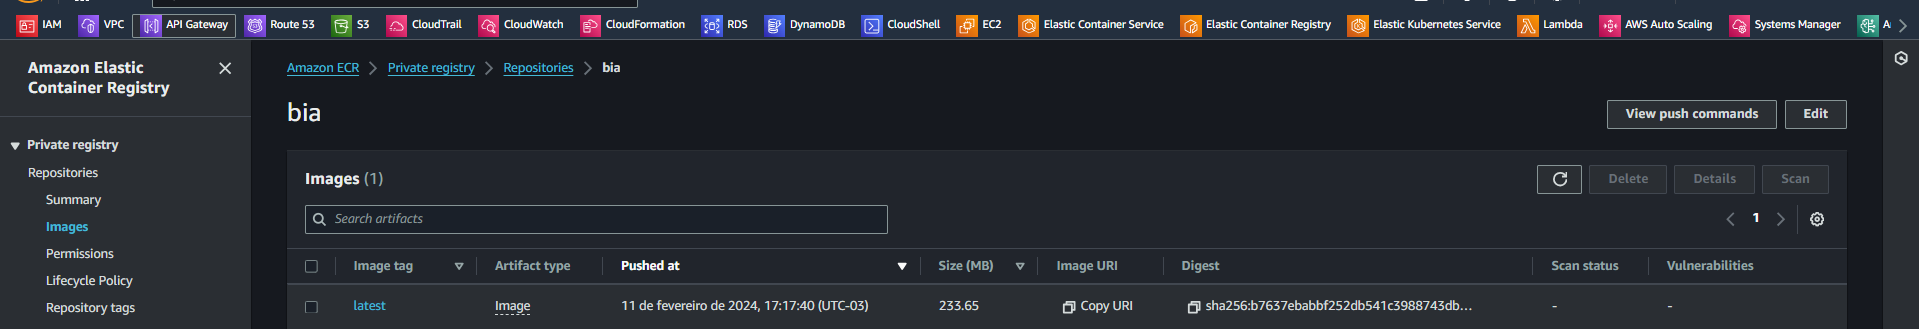 IAM VPC API Gateway Route 53 S3 CloudTrail CloudWatch CloudFormation RDS DynamoDB CloudShell EC2 Elastic Container Service Elastic Container Registry Elastic Kubernetes Service Lambda AWS Auto Scaling Systems Manager
Amazon Elastic
Container Registry
Private registry
Repositories
Summary
Images
Permissions
Lifecycle Policy
Repository tags
Amazon ECR Private registry Repositories bia
bia
View push commands Edit
Images (1)
Delete Details Scan
Search artifacts
1
Image tag Artifact type Pushed at Size (MB) Image URI Digest Scan status Vulnerabilities
latest Image 11 de fevereiro de 2024, 17:17:40 (UTC-03) 233.65 Copy URI sha256:b7637ebabbf252db541c3988743db... - -